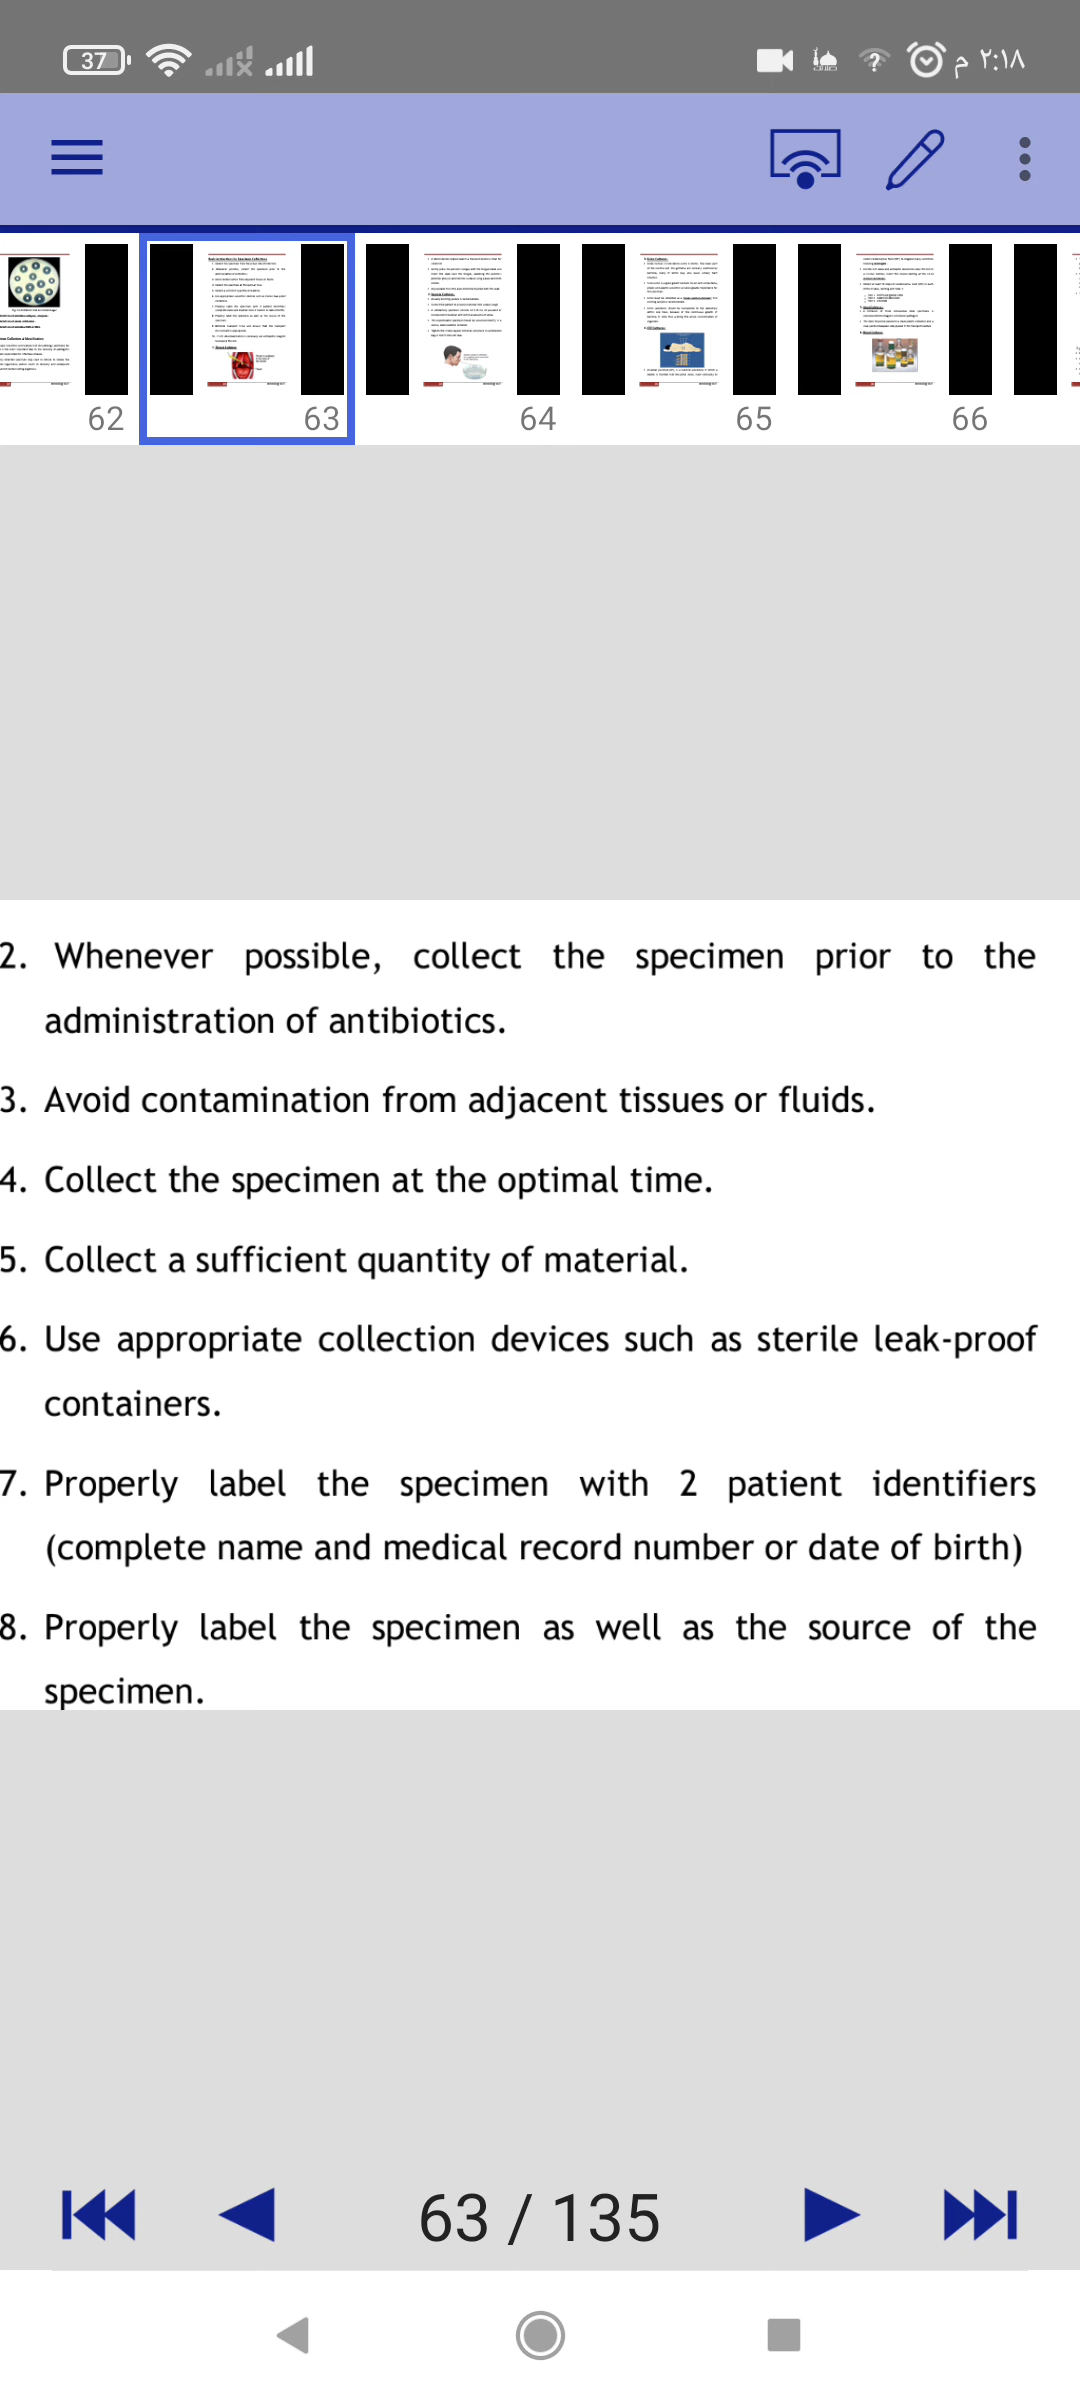 37
٢:١٨ م
62
63
64
65
66
2. Whenever possible, collect the specimen prior to the
administration of antibiotics.
3. Avoid contamination from adjacent tissues or fluids.
4. Collect the specimen at the optimal time.
5. Collect a sufficient quantity of material.
6. Use appropriate collection devices such as sterile leak-proof
containers.
7. Properly label the specimen with 2 patient identifiers
(complete name and medical record number or date of birth)
8. Properly label the specimen as well as the source of the
specimen.
63 / 135